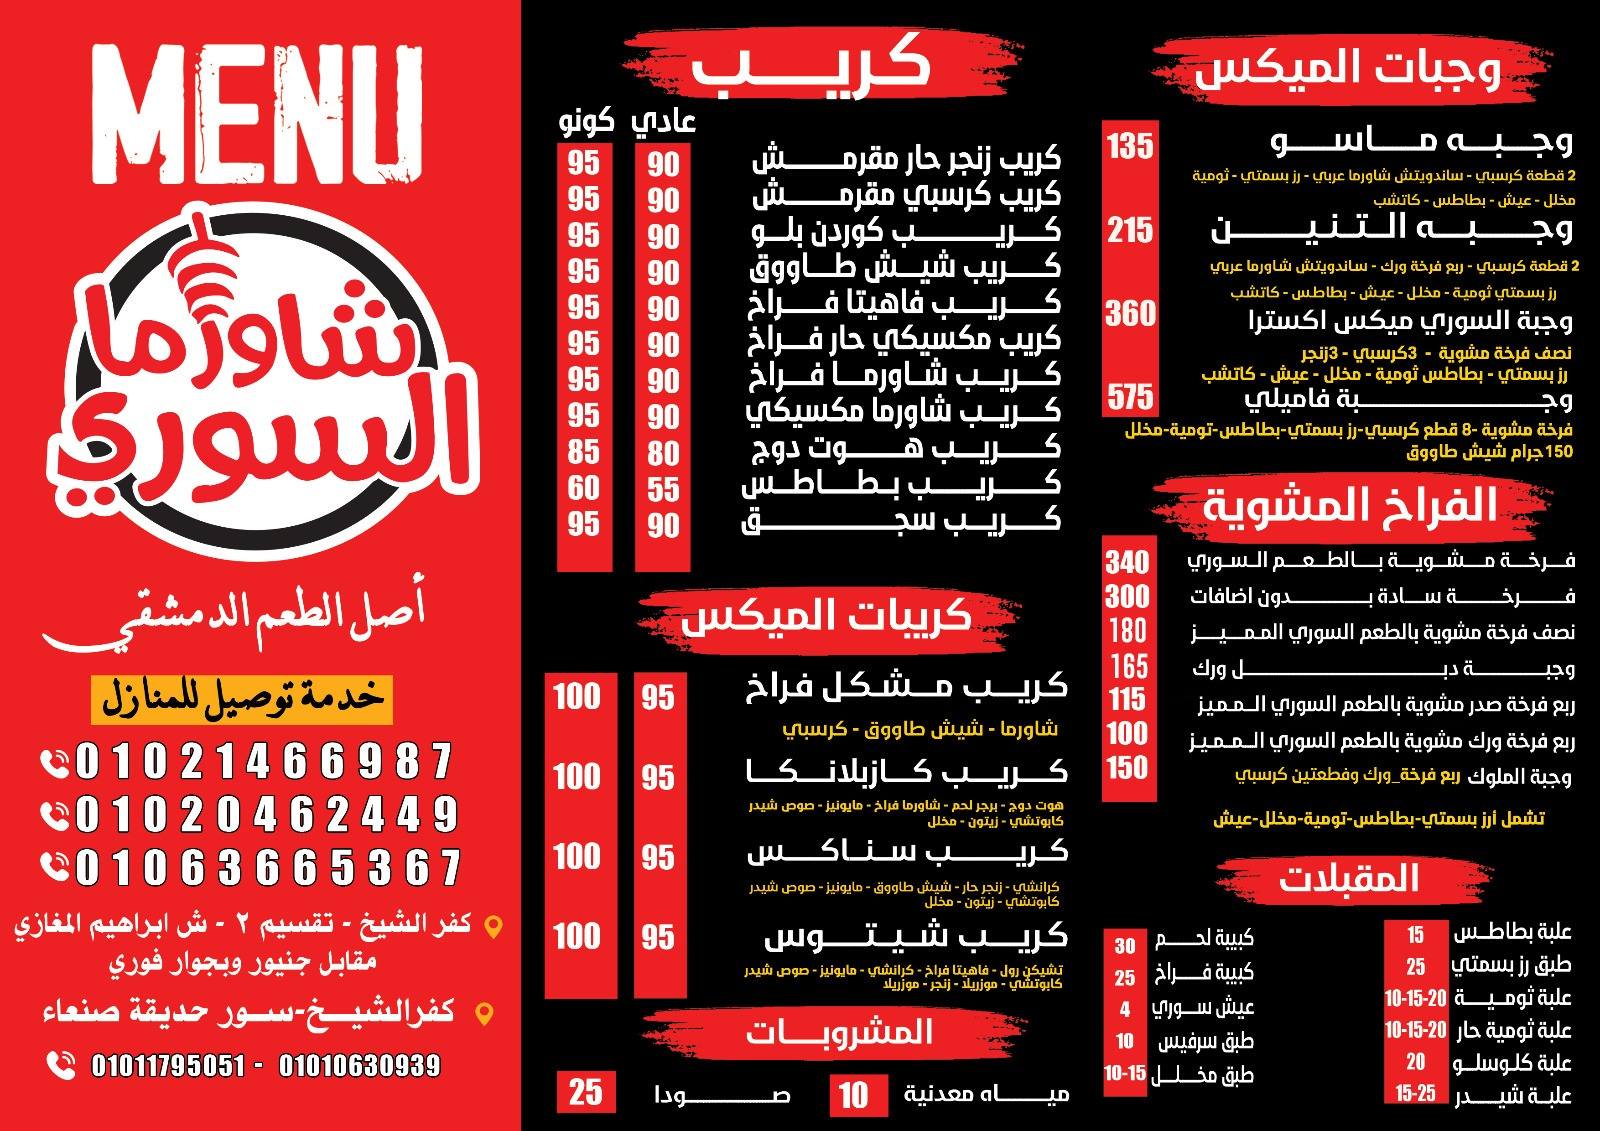 MENU
شاورما
السوري
أصل الطعم الدمشقي
خدمة توصيل للمنازل
01021466987
01020462449
01063665367
كفر الشيخ - تقسيم ٢ - ش ابراهيم المغازي
مقابل جنيور وبجوار فوري
كفرالشيخ-سور حديقة صنعاء
01011795051 - 01010630939
كريب
عادي كونو
كريب زنجر حار مقرمش 90 95
كريب كرسبي مقرمش 90 95
كريب كوردن بلو 90 95
كريب شيش طاووق 90 95
كريب فاهيتا فراخ 90 95
كريب مكسيكي حار فراخ 90 95
كريب شاورما فراخ 90 95
كريب شاورما مكسيكي 90 95
كريب هوت دوج 80 85
كريب بطاطس 55 60
كريب سجق 90 95
كريبات الميكس
كريب مشكل فراخ 95 100
شاورما - شيش طاووق - كرسبي
كريب كازبلانكا 95 100
هوت دوج - برجر لحم - شاورما فراخ - مايونيز - صوص شيدر
كابوتشي - زيتون - مخلل
كريب سناكس 95 100
كرانشي - زنجر حار - شيش طاووق - مايونيز - صوص شيدر
كابوتشي - زيتون - مخلل
كريب شيتوس 95 100
تشيكن رول - فاهيتا فراخ - كرانشي - مايونيز - صوص شيدر
كابوتشي - موزريلا - زنجر - موزريلا
المشروبات
مياه معدنية 10
صودا 25
وجبات الميكس
وجبه ماسو 135
2 قطعة كرسبي - ساندويتش شاورما عربي - رز بسمتي - ثومية
مخلل - عيش - بطاطس - كاتشب
وجبه التنين 215
2 قطعة كرسبي - ربع فرخة ورك - ساندويتش شاورما عربي
رز بسمتي ثومية - مخلل - عيش - بطاطس - كاتشب
وجبة السوري ميكس اكسترا 360
نصف فرخة مشوية - 3كرسبي - 3زنجر
رز بسمتي - بطاطس ثومية - مخلل - عيش - كاتشب
وجبة فاميلي 575
فرخة مشوية -8 قطع كرسبي-رز بسمتي-بطاطس-تومية-مخلل
150جرام شيش طاووق
الفراخ المشوية
فرخة مشوية بالطعم السوري 340
فرخة سادة بدون اضافات 300
نصف فرخة مشوية بالطعم السوري المميز 180
وجبة دبل ورك 165
ربع فرخة صدر مشوية بالطعم السوري المميز 115
ربع فرخة ورك مشوية بالطعم السوري المميز 100
وجبة الملوك ربع فرخة_ورك وفطعتين كرسبي 150
تشمل أرز بسمتي-بطاطس-تومية-مخلل-عيش
المقبلات
علبة بطاطس 15
طبق رز بسمتي 25
علبة ثومية 10-15-20
علبة ثومية حار 10-15-20
علبة كلوسلو 20
علبة شيدر 15-25
كبيبة لحم 30
كبيبة فراخ 25
عيش سوري 4
طبق سرفيس 10
طبق مخلل 10-15